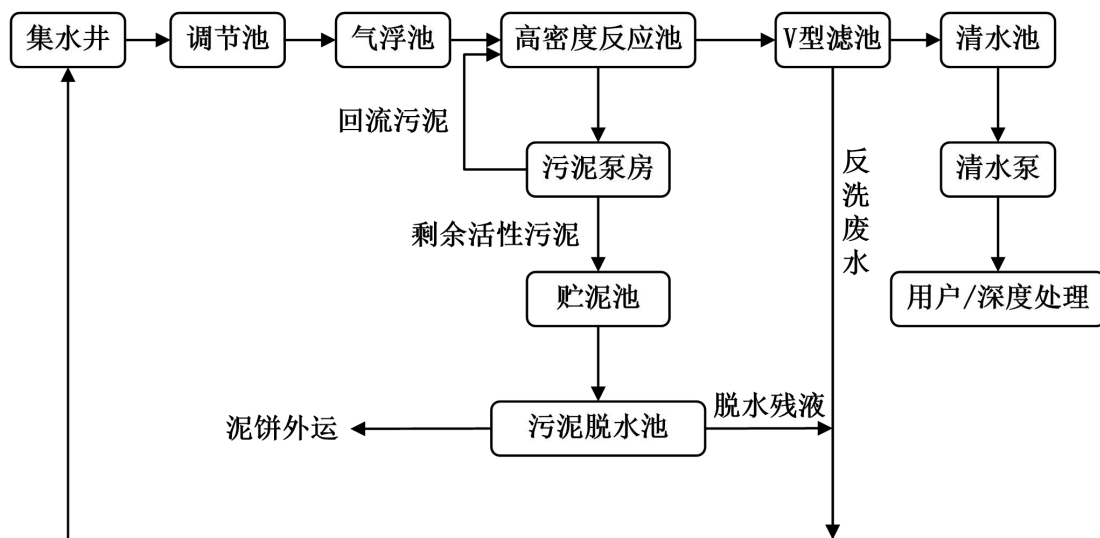 集水井
调节池
气浮池
高密度反应池
V型滤池
清水池
回流污泥
污泥泵房
反洗废水
清水泵
剩余活性污泥
贮泥池
用户/深度处理
泥饼外运
污泥脱水池
脱水残液